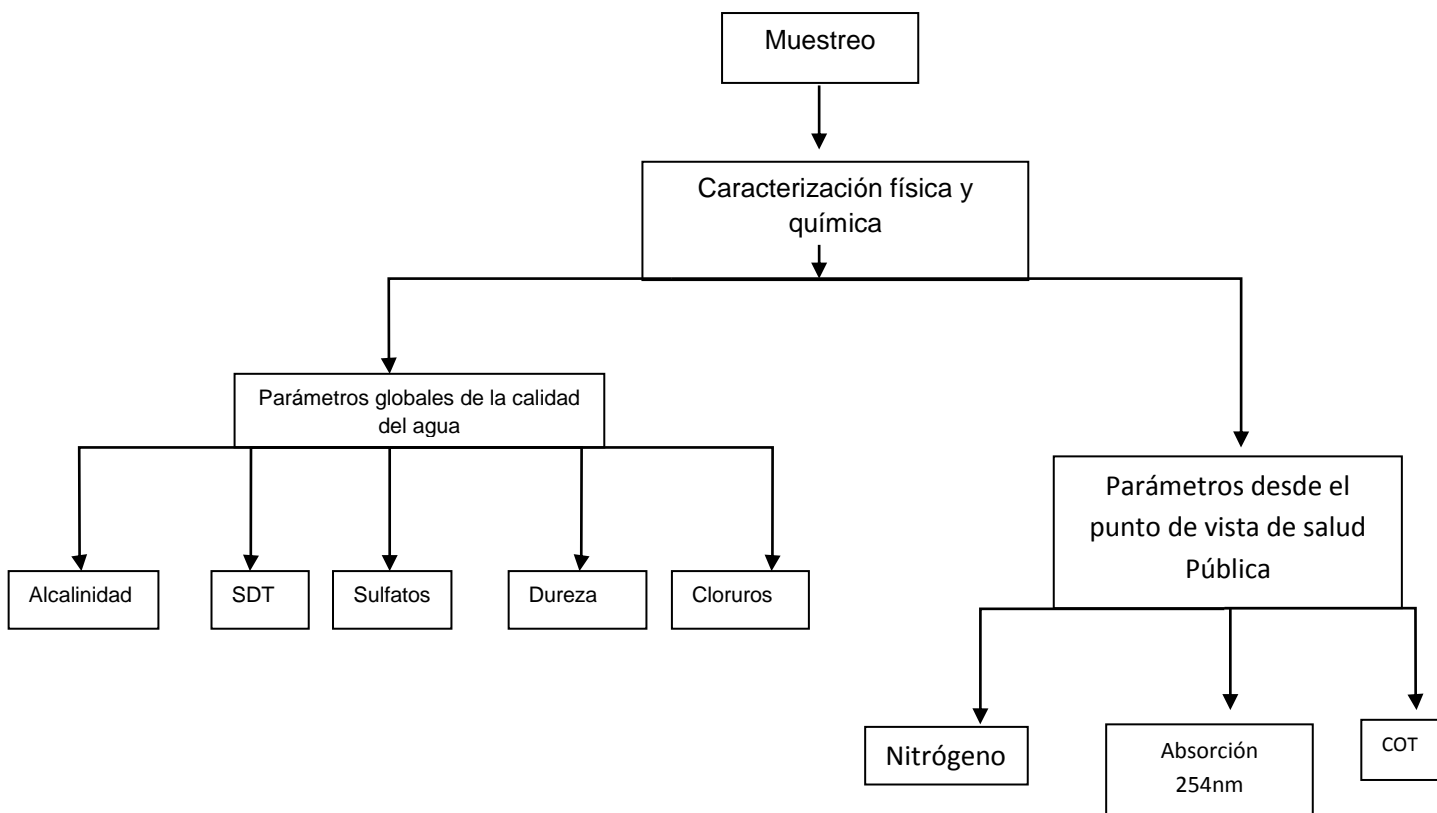 Muestreo
Caracterización física y
química
Parámetros globales de la calidad
del agua
Parámetros desde el
punto de vista de salud
Pública
Alcalinidad
SDT
Sulfatos
Dureza
Cloruros
Nitrógeno
Absorción
254nm
COT